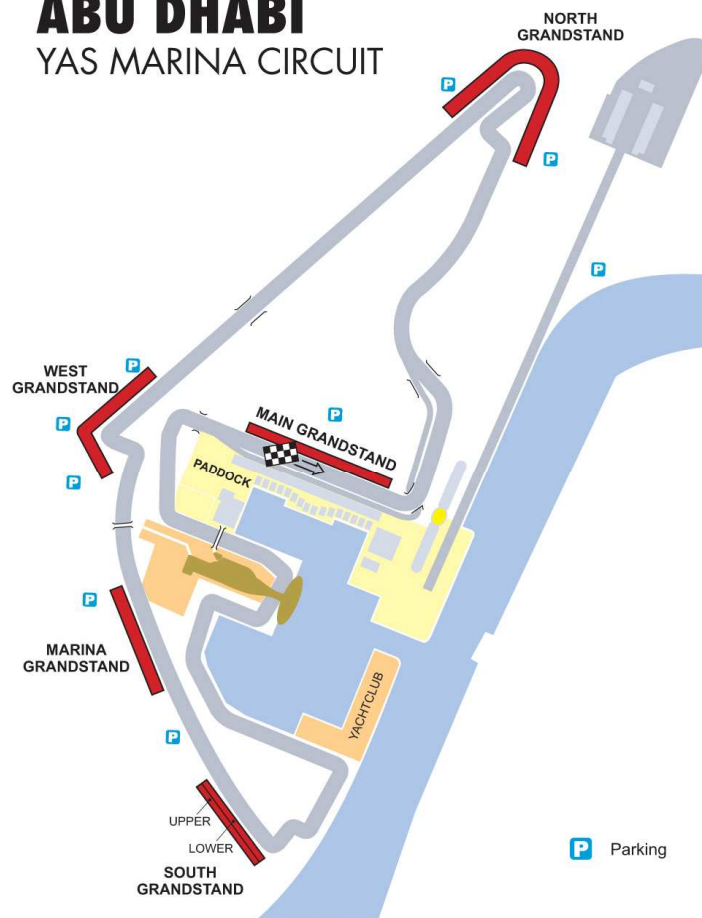 ABU DHABI
YAS MARINA CIRCUIT
NORTH
GRANDSTAND
P
P
P
WEST
GRANDSTAND
P
P
P
P
MAIN GRANDSTAND
PADDOCK
P
MARINA
GRANDSTAND
P
YACHTCLUB
UPPER
LOWER
SOUTH
GRANDSTAND
P Parking